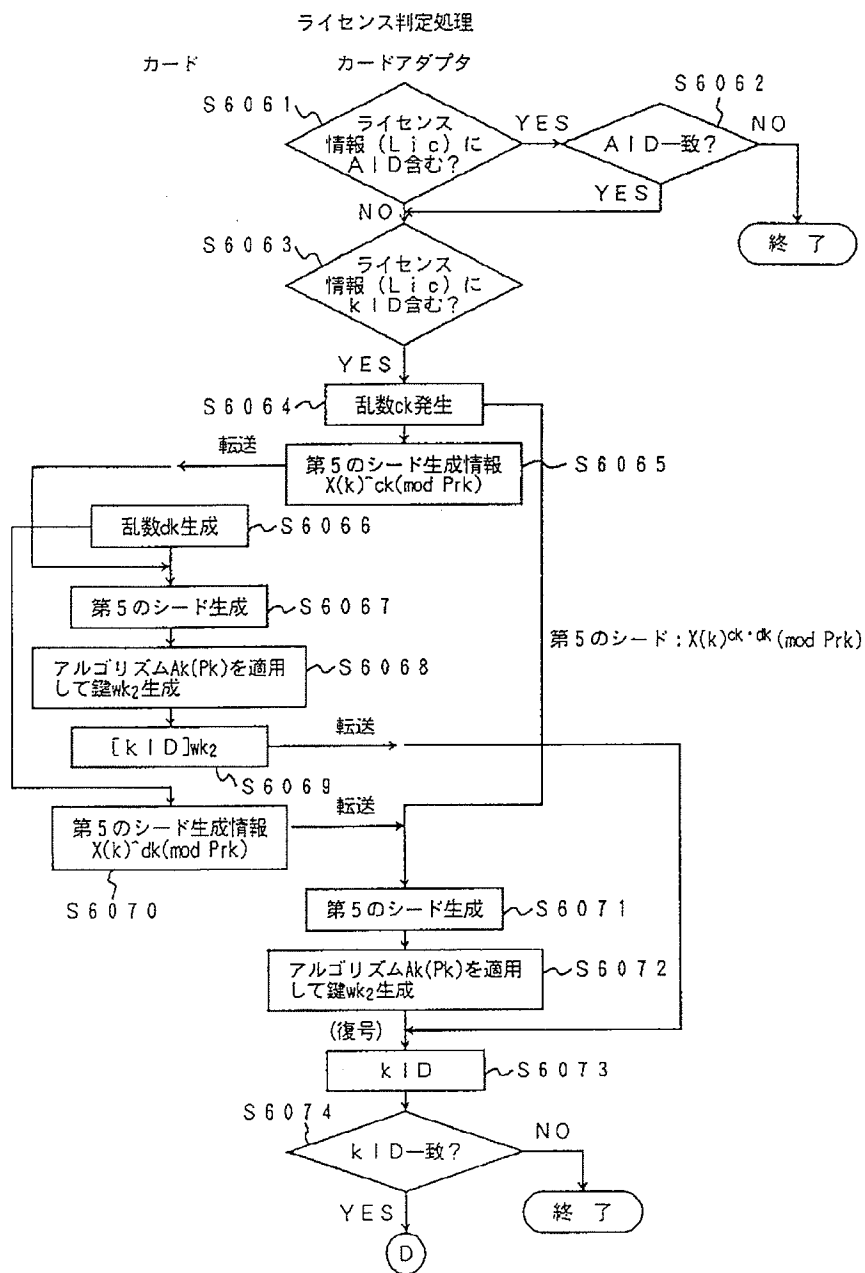 ライセンス判定処理
カード
カードアダプタ
S6061
S6062
ライセンス
情報(Lic)に
AID含む?
YES
AID一致?
NO
YES
NO
終 了
S6063
ライセンス
情報(Lic)に
kID含む?
YES
S6064
乱数ck発生
転送
第5のシード生成情報
X(k)^ck(mod Prk)
S6065
乱数dk生成
S6066
第5のシード生成
S6067
第5のシード:X(k)ck・dk(mod Prk)
アルゴリズムAk(Pk)を適用
して鍵wk2生成
S6068
[kID]wk2
転送
S6069
第5のシード生成情報
X(k)^dk(mod Prk)
転送
S6070
第5のシード生成
S6071
アルゴリズムAk(Pk)を適用
して鍵wk2生成
S6072
(復号)
kID
S6073
S6074
kID一致?
NO
YES
終 了
D